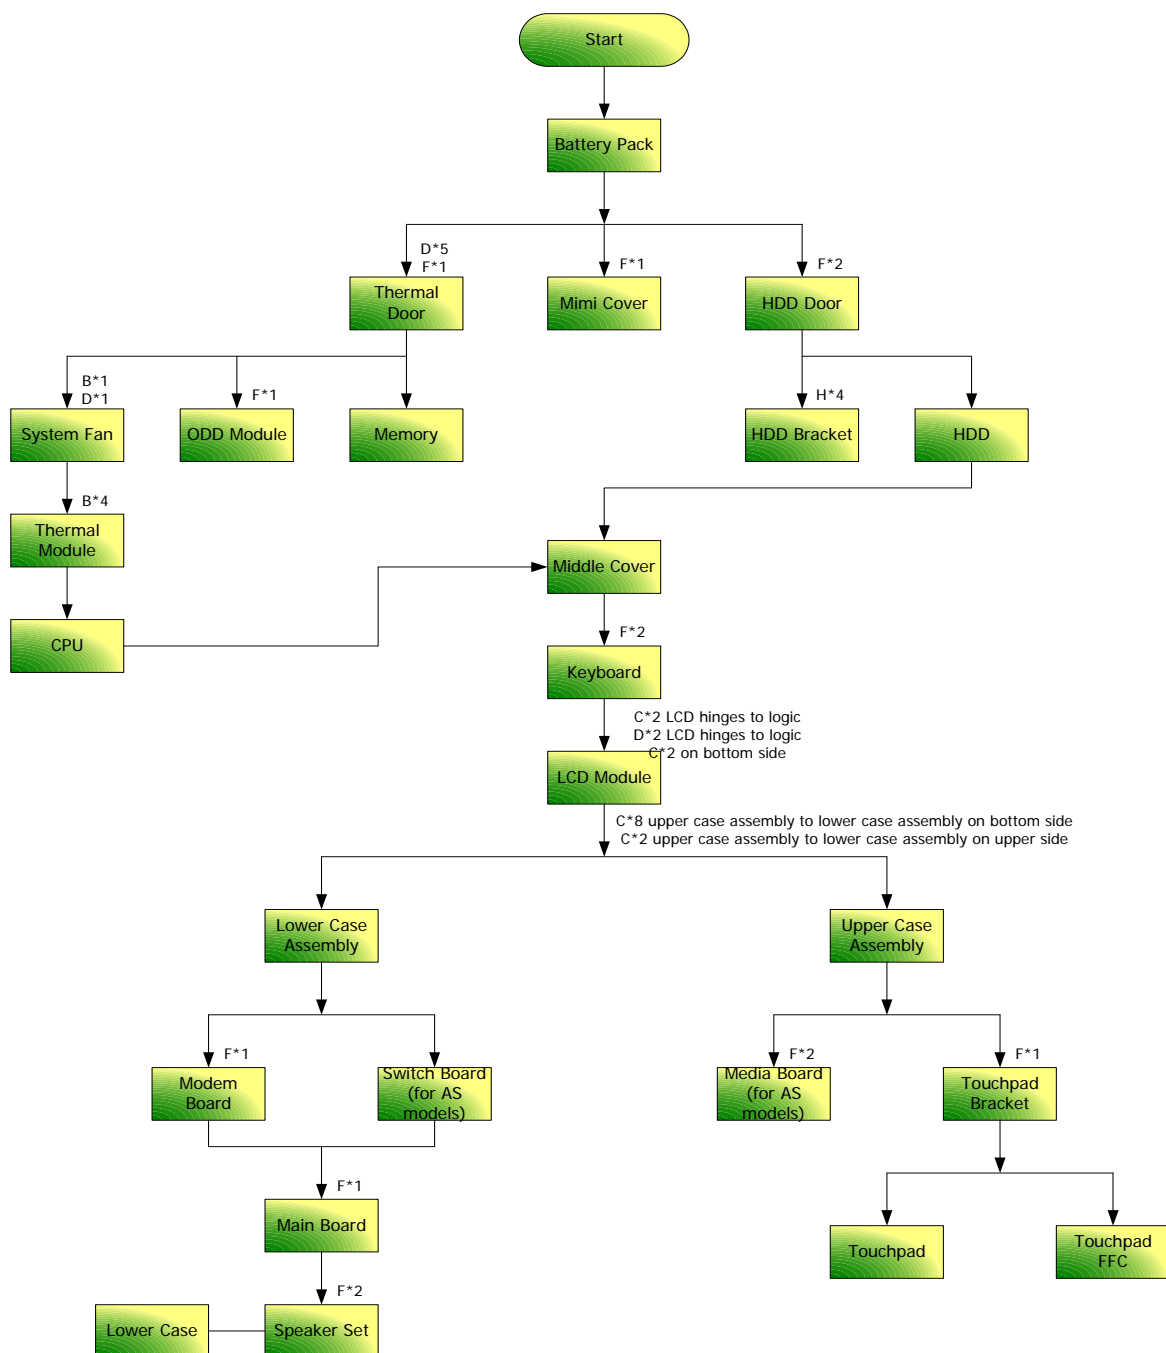 Start
Battery Pack
D*5
F*1
F*1
F*2
Thermal
Door
Mimi Cover
HDD Door
B*1
D*1
F*1
H*4
System Fan
ODD Module
Memory
HDD Bracket
HDD
B*4
Thermal
Module
Middle Cover
CPU
F*2
Keyboard
C*2 LCD hinges to logic
D*2 LCD hinges to logic
C*2 on bottom side
LCD Module
C*8 upper case assembly to lower case assembly on bottom side
C*2 upper case assembly to lower case assembly on upper side
Lower Case
Assembly
Upper Case
Assembly
F*1
F*2
F*1
Modem
Board
Switch Board
(for AS
models)
Media Board
(for AS
models)
Touchpad
Bracket
F*1
Main Board
Touchpad
Touchpad
FFC
F*2
Lower Case
Speaker Set